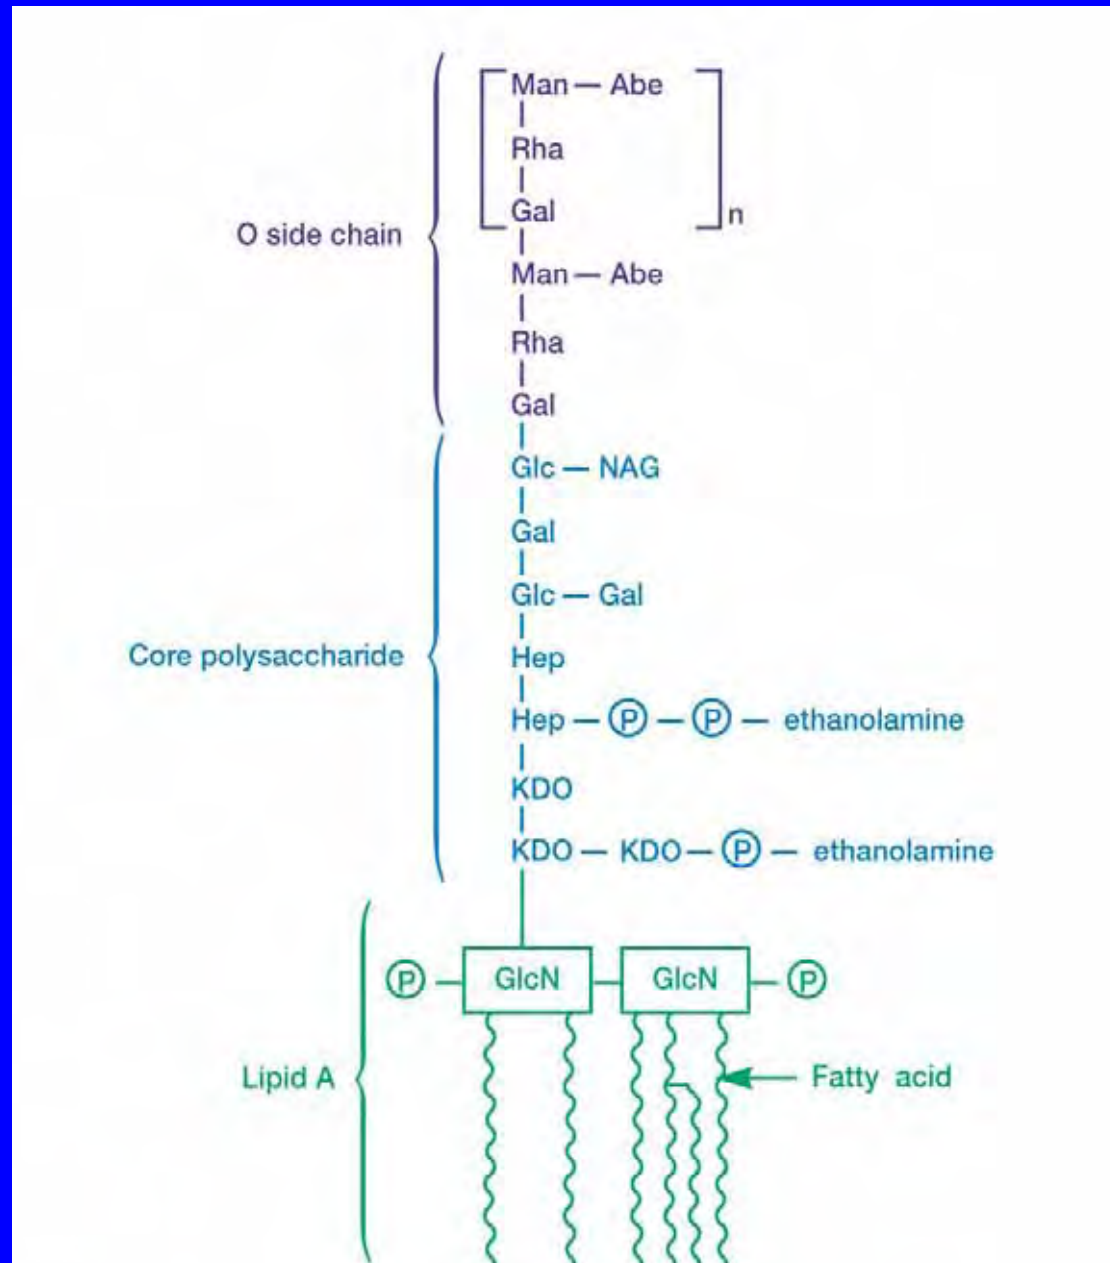 Man — Abe
Rha
Gal
n
O side chain
Man — Abe
Rha
Gal
Glc — NAG
Gal
Glc — Gal
Hep
Core polysaccharide
Hep — P — P — ethanolamine
KDO
KDO — KDO — P — ethanolamine
P — GlcN — GlcN — P
Lipid A
Fatty acid